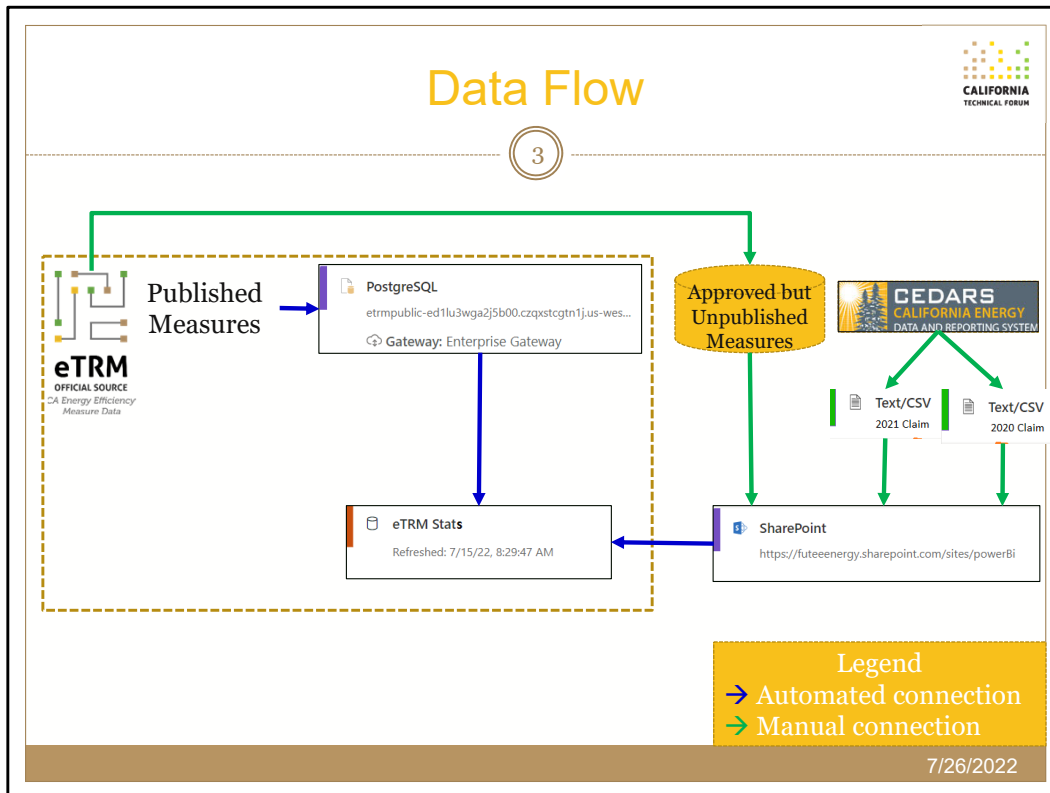 Data Flow
CALIFORNIA
TECHNICAL FORUM
3
eTRM
OFFICIAL SOURCE
CA Energy Efficiency
Measure Data
Published
Measures
PostgreSQL
etrmpublic-ed1lu3wga2j5b00.czqxstcgtn1j.us-wes...
Gateway: Enterprise Gateway
Approved but
Unpublished
Measures
CEDARS
CALIFORNIA ENERGY
DATA AND REPORTING SYSTEM
Text/CSV
2021 Claim
Text/CSV
2020 Claim
eTRM Stats
Refreshed: 7/15/22, 8:29:47 AM
SharePoint
https://futeeenergy.sharepoint.com/sites/powerBi
Legend
→ Automated connection
→ Manual connection
7/26/2022